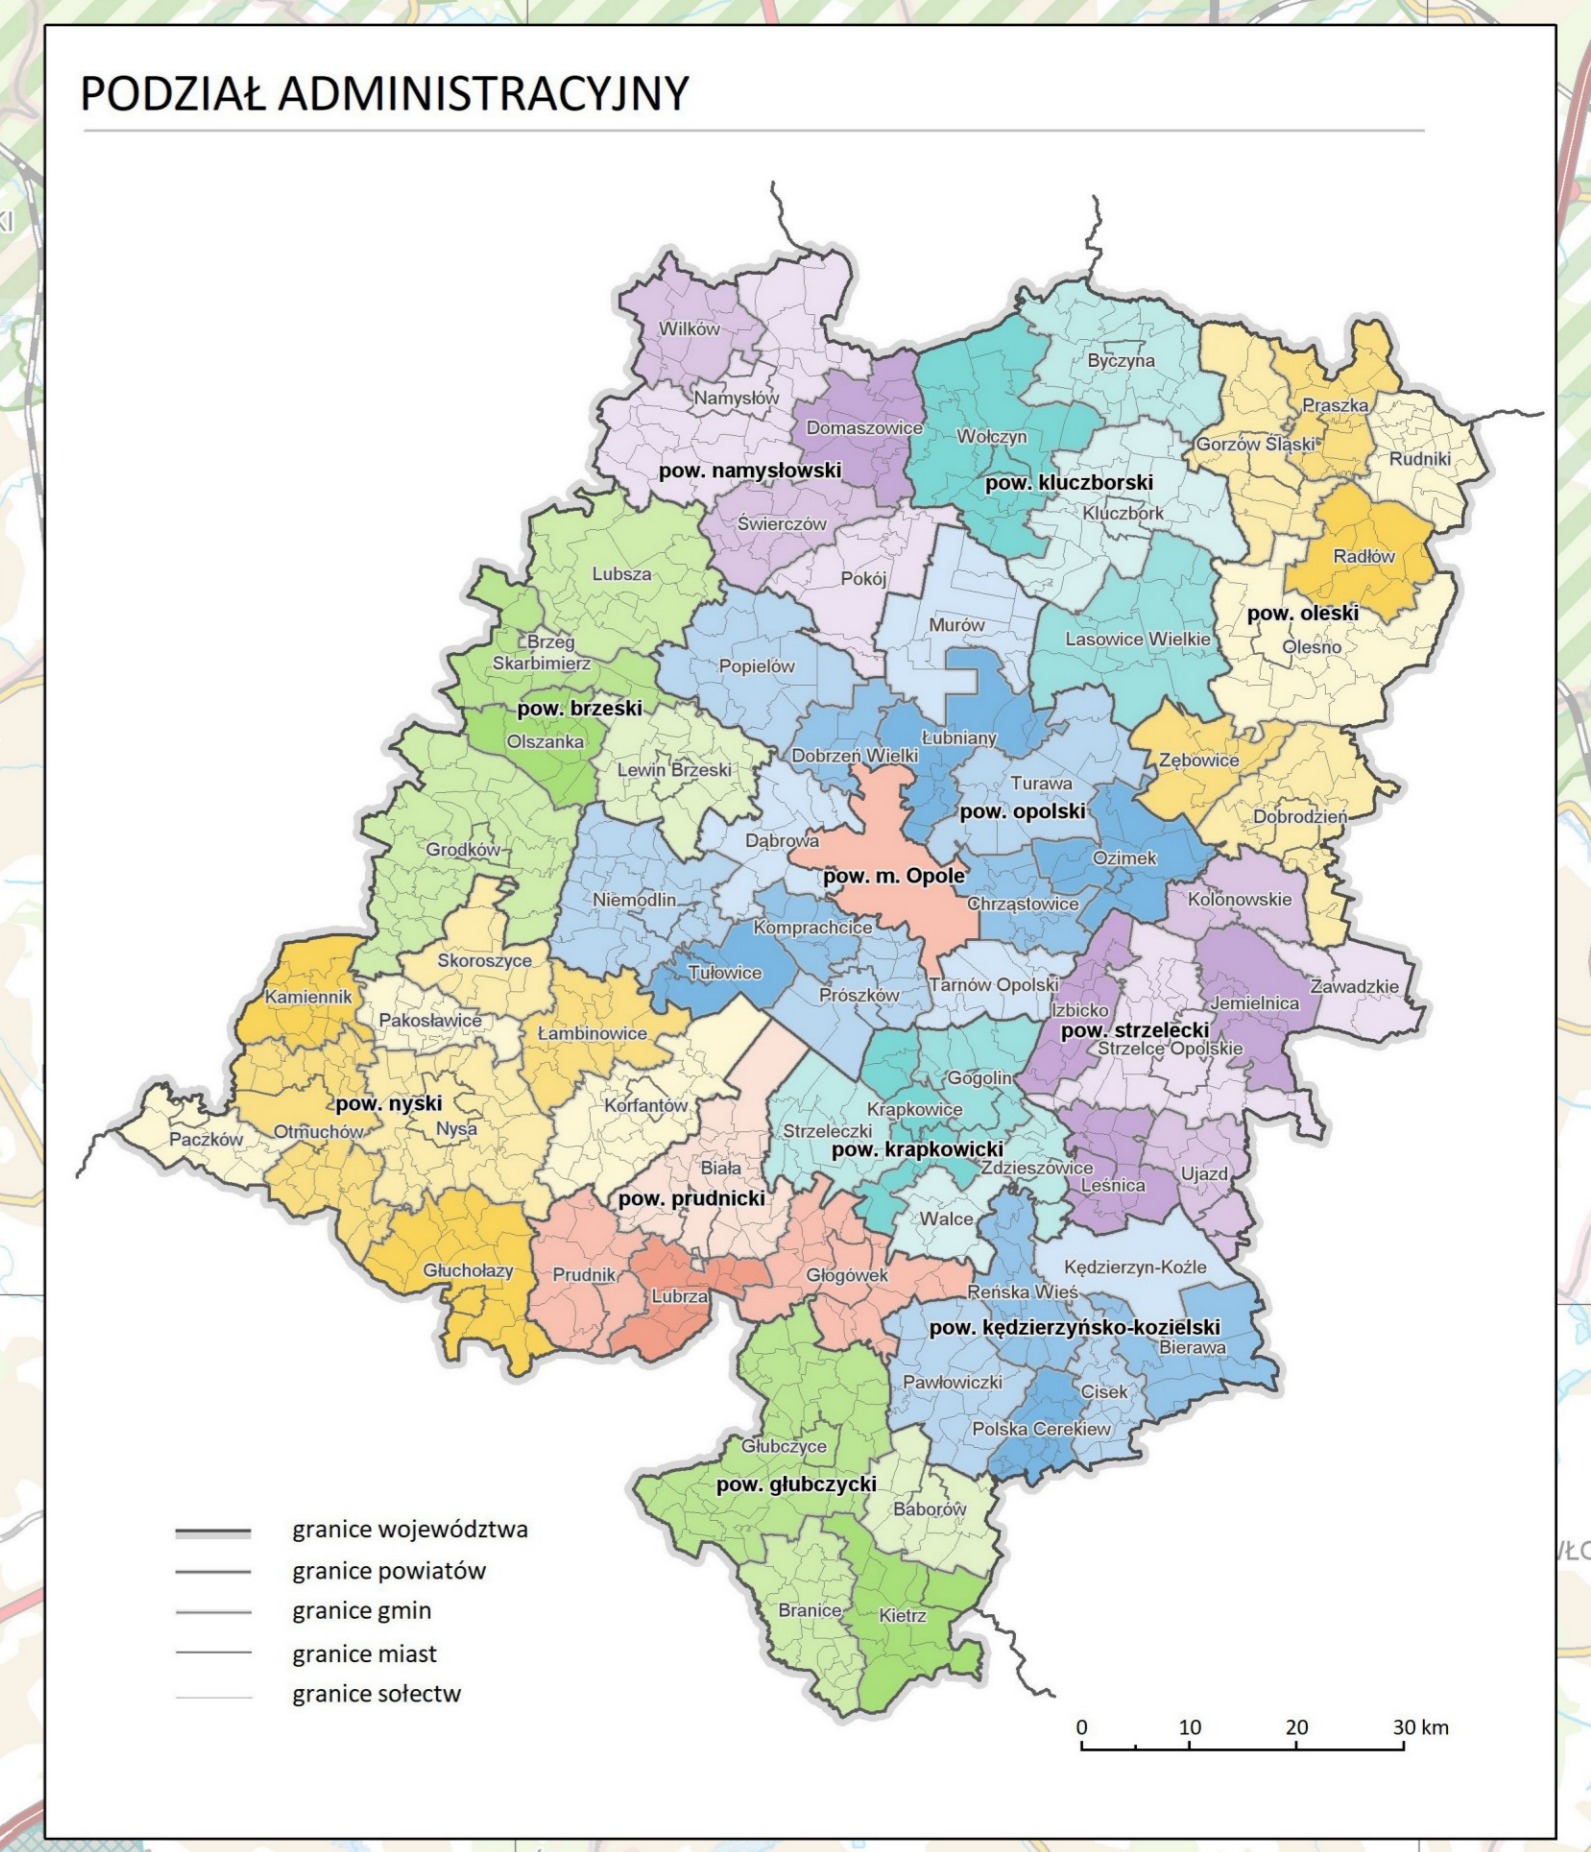 PODZIAŁ ADMINISTRACYJNY
KI
Wilków
Byczyna
Namysłów
Praszka
Domaszowice
Wołczyn
Gorzów Śląski
Rudniki
pow. namysłowski
pow. kluczborski
Kluczbork
Świerczów
Radłów
Lubsza
Pokój
pow. oleski
Murów
Lasowice Wielkie
Olesno
Brzeg
Skarbimierz
Popielów
pow. brzeski
Olszanka
Łubniany
Dobrzeń Wielki
Zębowice
Lewin Brzeski
Turawa
pow. opolski
Dobrodzień
Dąbrowa
Grodków
Ozimek
pow. m. Opole
Niemodlin
Chrząstowice
Kolonowskie
Komprachcice
Skoroszyce
Tułowice
Tarnów Opolski
Zawadzkie
Kamiennik
Prószków
Jemielnica
Izbicko
Pakosławice
Łambinowice
pow. strzelecki
Strzelce Opolskie
Gogolin
pow. nyski
Korfantów
Krapkowice
Otmuchów
Nysa
Paczków
Strzeleczki
pow. krapkowicki
Biała
Zdzieszowice
Ujazd
Leśnica
pow. prudnicki
Walce
Głuchołazy
Prudnik
Głogówek
Kędzierzyn-Koźle
Lubrza
Reńska Wieś
pow. kędzierzyńsko-kozielski
Bierawa
Pawłowiczki
Cisek
Polska Cerekiew
Głubczyce
pow. głubczycki
Baborów
Branice
Kietrz
granice województwa
granice powiatów
granice gmin
granice miast
granice sołectw
0 10 20 30 km